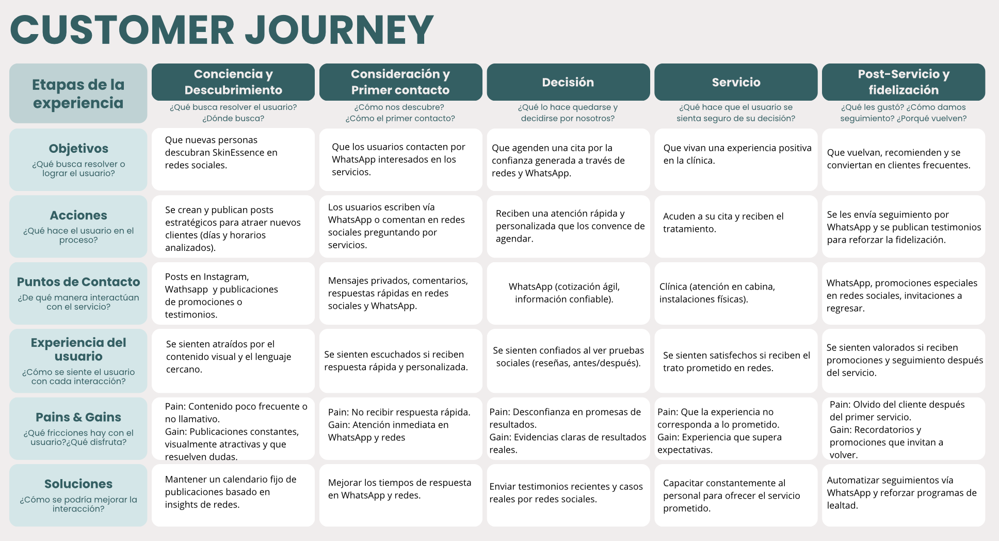 CUSTOMER JOURNEY
Etapas de la
experiencia
Conciencia y
Descubrimiento
¿Qué busca resolver el usuario?
¿Dónde busca?
Consideración y
Primer contacto
¿Cómo nos descubre?
¿Cómo el primer contacto?
Decisión
¿Qué lo hace quedarse y
decidirse por nosotros?
Servicio
¿Qué hace que el usuario se
sienta seguro de su decisión?
Post-Servicio y
fidelización
¿Qué les gustó? ¿Cómo damos
seguimiento? ¿Porqué vuelven?
Objetivos
¿Qué busca resolver o
lograr el usuario?
Que nuevas personas
descubran SkinEssence en
redes sociales.
Que los usuarios contacten por
WhatsApp interesados en los
servicios.
Que agenden una cita por la
confianza generada a través de
redes y WhatsApp.
Que vivan una experiencia positiva
en la clínica.
Que vuelvan, recomienden y se
conviertan en clientes frecuentes.
Acciones
¿Qué hace el usuario en el
proceso?
Se crean y publican posts
estratégicos para atraer nuevos
clientes (días y horarios
analizados).
Los usuarios escriben vía
WhatsApp o comentan en redes
sociales preguntando por
servicios.
Reciben una atención rápida y
personalizada que los convence de
agendar.
Acuden a su cita y reciben el
tratamiento.
Se les envía seguimiento por
WhatsApp y se publican testimonios
para reforzar la fidelización.
Puntos de Contacto
¿De qué manera interactúan
con el servicio?
Posts en Instagram,
Wathsapp  y publicaciones
de promociones o
testimonios.
Mensajes privados, comentarios,
respuestas rápidas en redes
sociales y WhatsApp.
WhatsApp (cotización ágil,
información confiable).
Clínica (atención en cabina,
instalaciones físicas).
WhatsApp, promociones especiales
en redes sociales, invitaciones a
regresar.
Experiencia del
usuario
¿Cómo se siente el usuario
con cada interacción?
Se sienten atraídos por el
contenido visual y el lenguaje
cercano.
Se sienten escuchados si reciben
respuesta rápida y personalizada.
Se sienten confiados al ver pruebas
sociales (reseñas, antes/después).
Se sienten satisfechos si reciben el
trato prometido en redes.
Se sienten valorados si reciben
promociones y seguimiento después
del servicio.
Pains & Gains
¿Qué fricciones hay con el
usuario?¿Qué disfruta?
Pain: Contenido poco frecuente o
no llamativo.
Gain: Publicaciones constantes,
visualmente atractivas y que
resuelven dudas.
Pain: No recibir respuesta rápida.
Gain: Atención inmediata en
WhatsApp y redes
Pain: Desconfianza en promesas de
resultados.
Gain: Evidencias claras de resultados
reales.
Pain: Que la experiencia no
corresponda a lo prometido.
Gain: Experiencia que supera
expectativas.
Pain: Olvido del cliente después
del primer servicio.
Gain: Recordatorios y
promociones que invitan a
volver.
Soluciones
¿Cómo se podría mejorar la
interacción?
Mantener un calendario fijo de
publicaciones basado en
insights de redes.
Mejorar los tiempos de respuesta
en WhatsApp y redes.
Enviar testimonios recientes y casos
reales por redes sociales.
Capacitar constantemente al
personal para ofrecer el servicio
prometido.
Automatizar seguimientos vía
WhatsApp y reforzar programas de
lealtad.